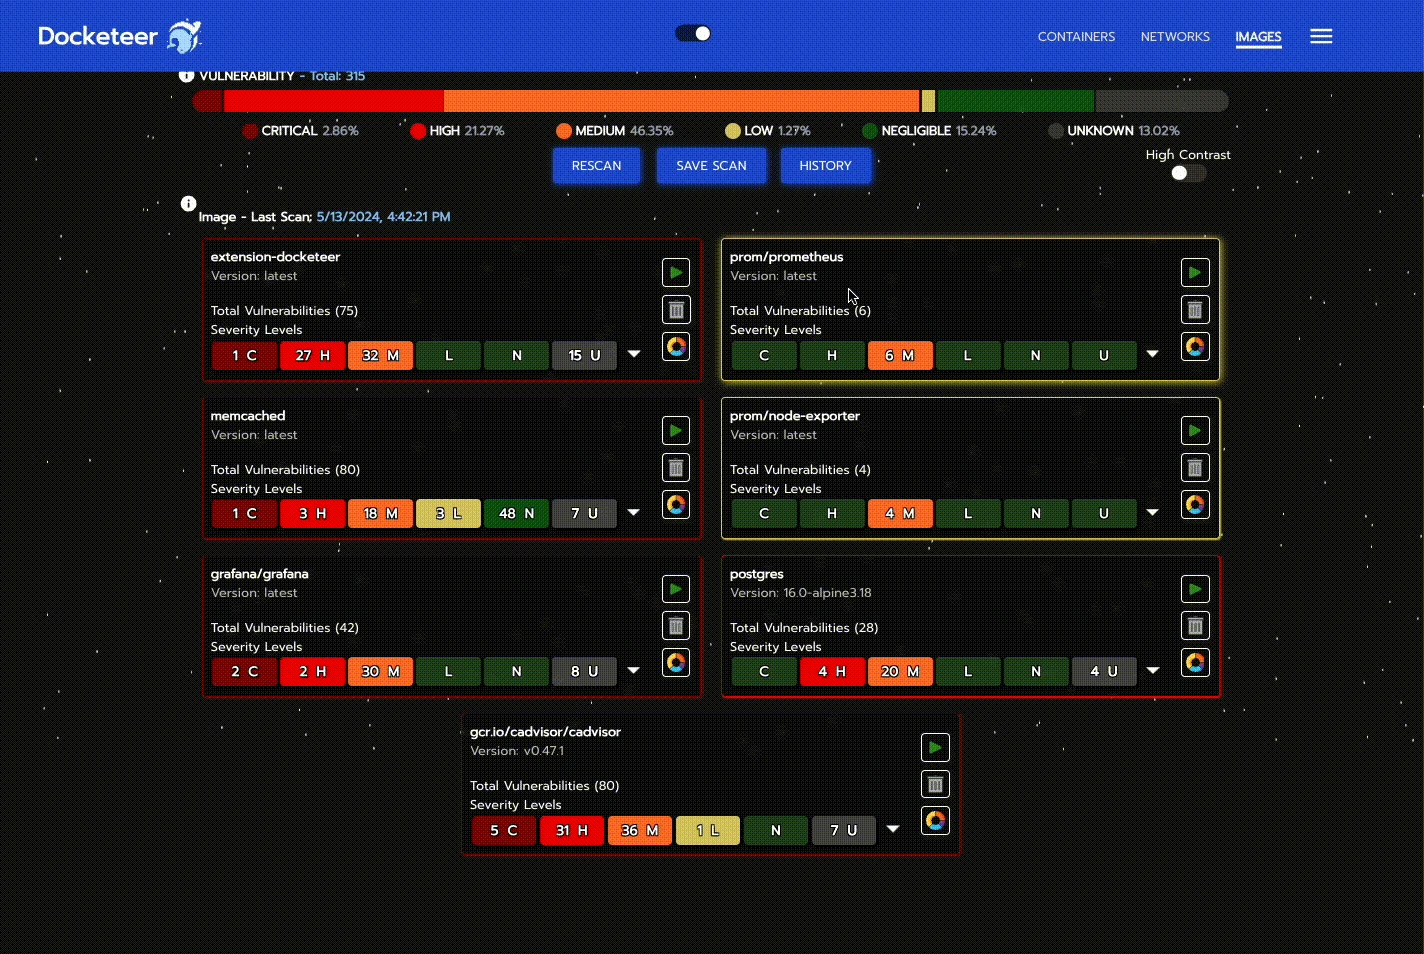 Docketeer
CONTAINERS NETWORKS IMAGES
VULNERABILITY - Total: 315
CRITICAL 2.86% HIGH 21.27% MEDIUM 46.35% LOW 1.27% NEGLIGIBLE 15.24% UNKNOWN 13.02%
RESCAN SAVE SCAN HISTORY
High Contrast
Image - Last Scan: 5/13/2024, 4:42:21 PM
extension-docketeer
Version: latest
Total Vulnerabilities (75)
Severity Levels
1 C 27 H 32 M L N 15 U
prom/prometheus
Version: latest
Total Vulnerabilities (6)
Severity Levels
C H 6 M L N U
memcached
Version: latest
Total Vulnerabilities (80)
Severity Levels
1 C 3 H 18 M 3 L 48 N 7 U
prom/node-exporter
Version: latest
Total Vulnerabilities (4)
Severity Levels
C H 4 M L N U
grafana/grafana
Version: latest
Total Vulnerabilities (42)
Severity Levels
2 C 2 H 30 M L N 8 U
postgres
Version: 16.0-alpine3.18
Total Vulnerabilities (28)
Severity Levels
C 4 H 20 M L N 4 U
gcr.io/cadvisor/cadvisor
Version: v0.47.1
Total Vulnerabilities (80)
Severity Levels
5 C 31 H 36 M 1 L N 7 U